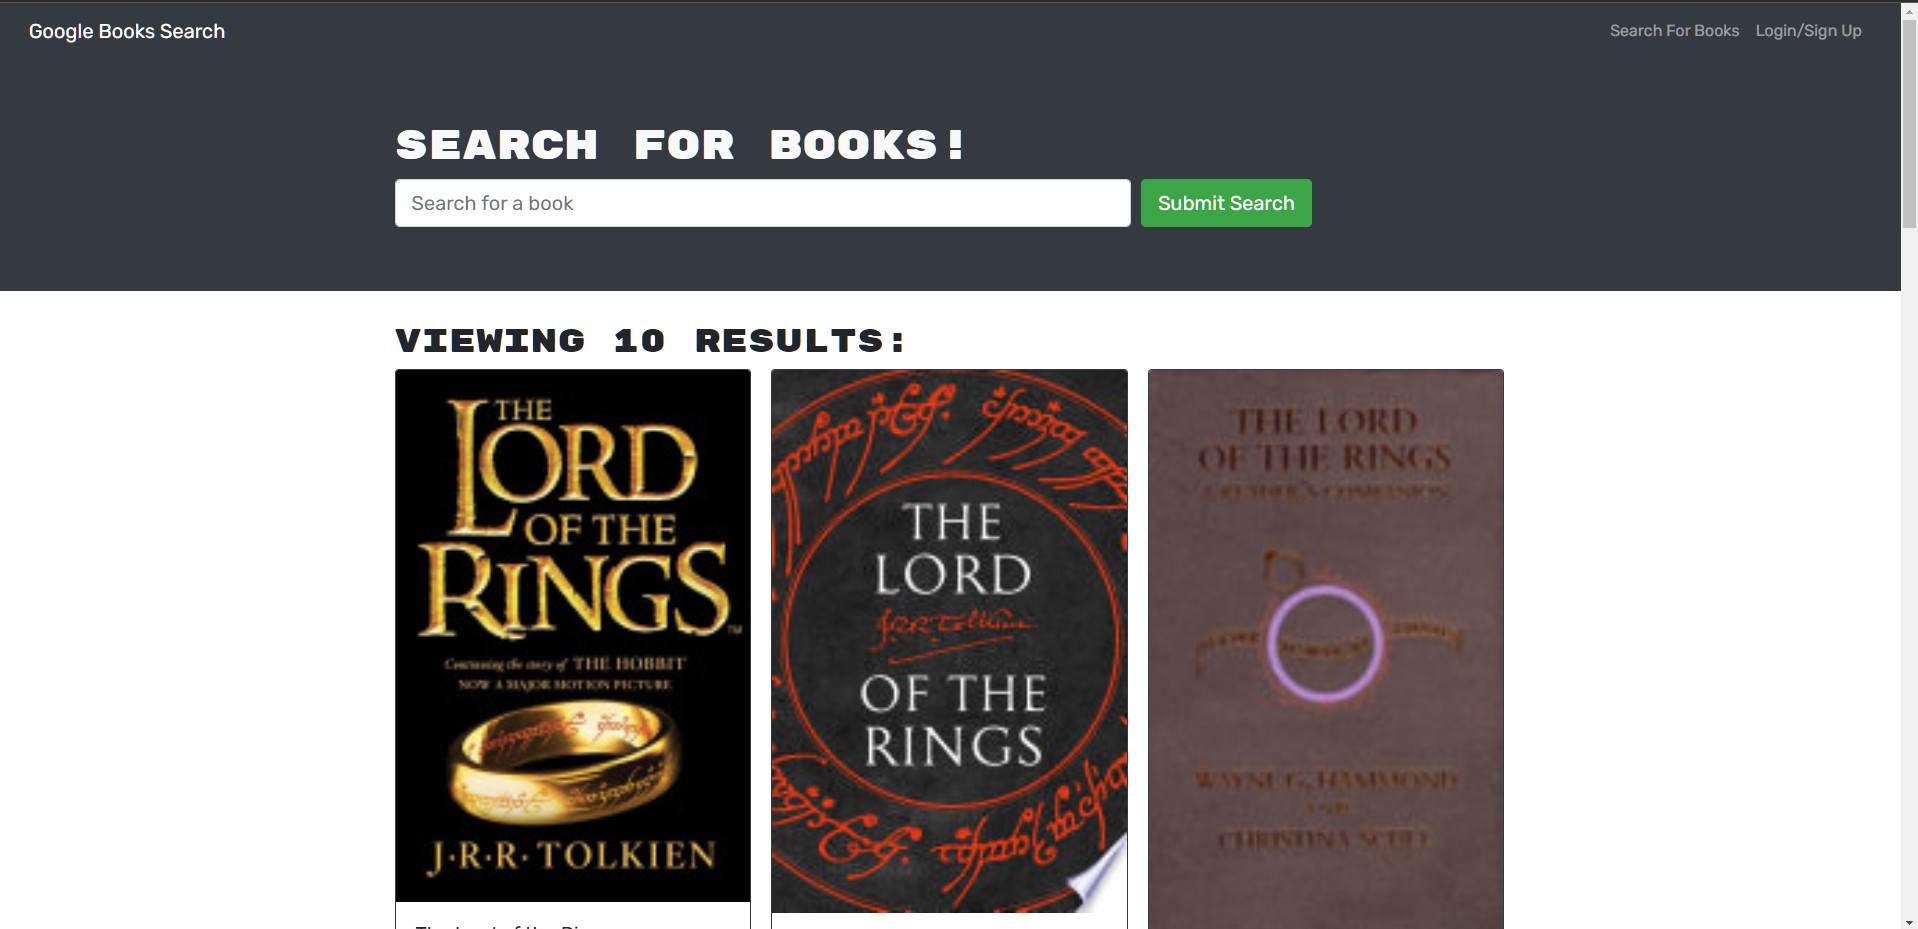 Google Books Search
Search For Books
Login/Sign Up
SEARCH FOR BOOKS!
Search for a book
Submit Search
VIEWING 10 RESULTS:
THE
LORD
OF THE
RINGS
™
Continuing the story of THE HOBBIT
NOW A MAJOR MOTION PICTURE
J·R·R·TOLKIEN
THE
LORD
J.R.R. Tolkien
OF THE
RINGS
THE LORD
OF THE RINGS
A READER'S COMPANION
WAYNE G. HAMMOND
AND
CHRISTINA SCULL